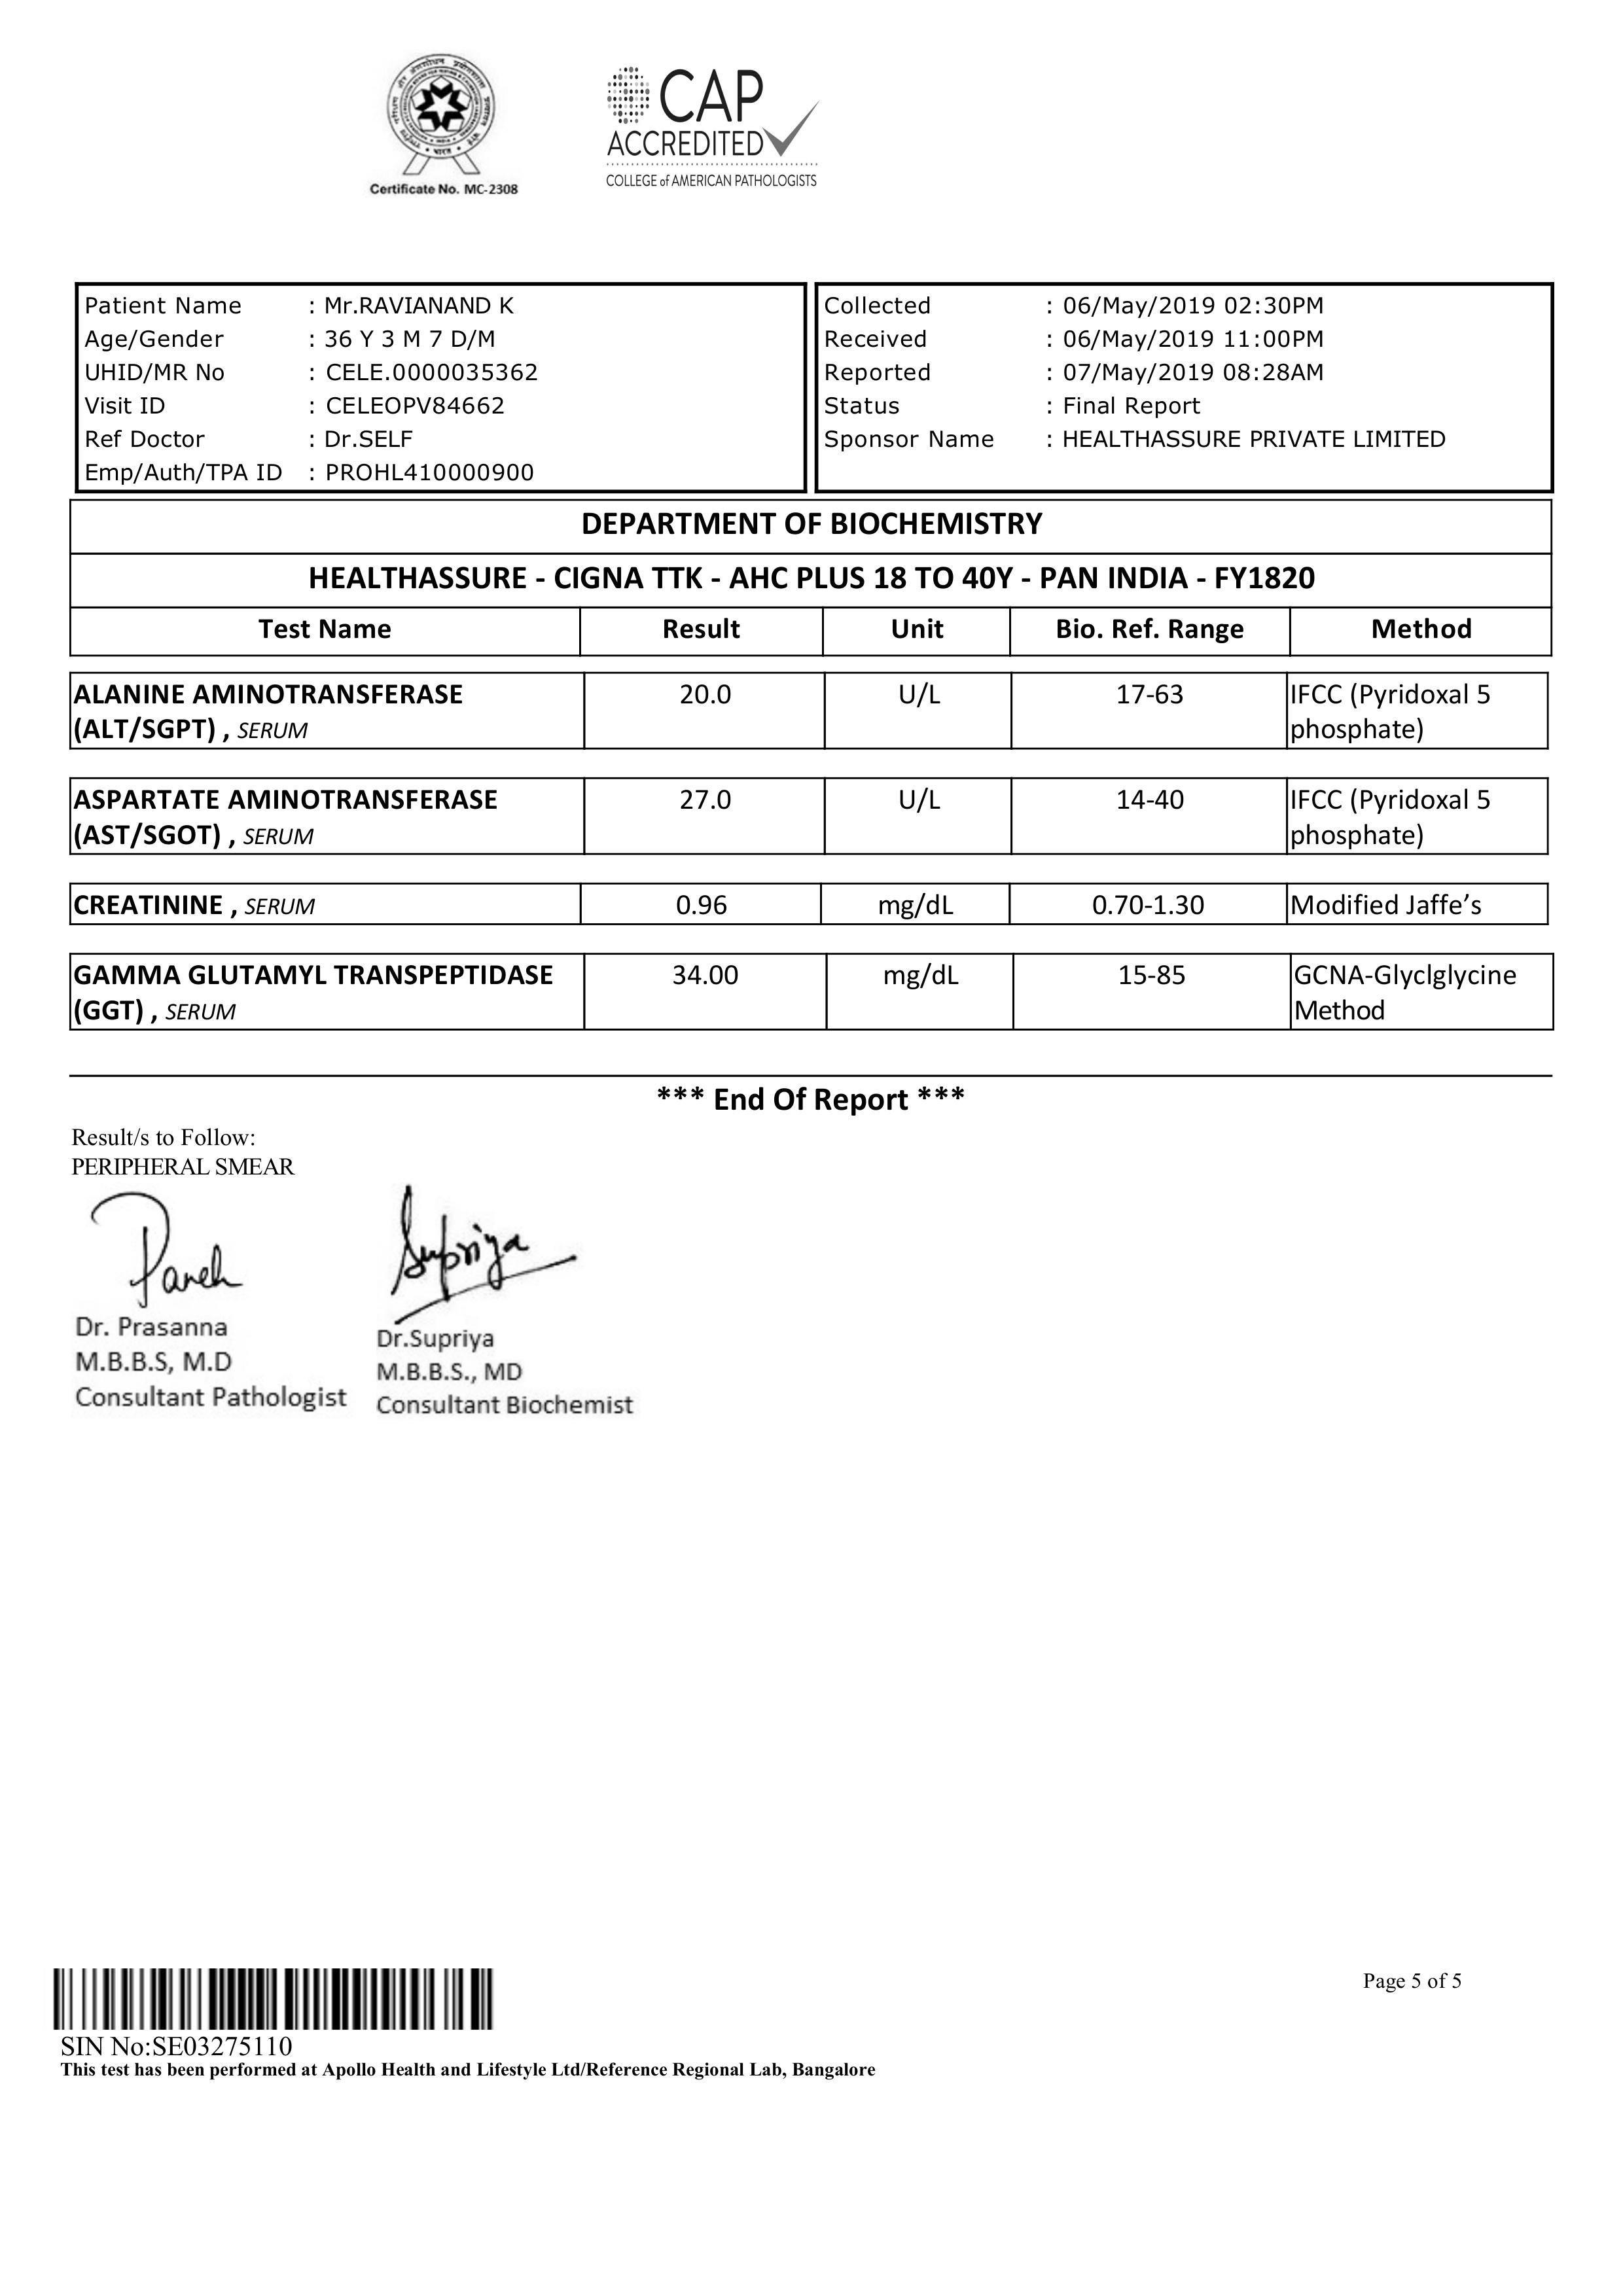 Certificate No. MC-2308
CAP
ACCREDITED
COLLEGE of AMERICAN PATHOLOGISTS
Patient Name : Mr.RAVIANAND K
Age/Gender : 36 Y 3 M 7 D/M
UHID/MR No : CELE.0000035362
Visit ID : CELEOPV84662
Ref Doctor : Dr.SELF
Emp/Auth/TPA ID : PROHL410000900
Collected : 06/May/2019 02:30PM
Received : 06/May/2019 11:00PM
Reported : 07/May/2019 08:28AM
Status : Final Report
Sponsor Name : HEALTHASSURE PRIVATE LIMITED
DEPARTMENT OF BIOCHEMISTRY
HEALTHASSURE - CIGNA TTK - AHC PLUS 18 TO 40Y - PAN INDIA - FY1820
Test Name Result Unit Bio. Ref. Range Method
ALANINE AMINOTRANSFERASE 20.0 U/L 17-63 IFCC (Pyridoxal 5
(ALT/SGPT) , SERUM phosphate)
ASPARTATE AMINOTRANSFERASE 27.0 U/L 14-40 IFCC (Pyridoxal 5
(AST/SGOT) , SERUM phosphate)
CREATININE , SERUM 0.96 mg/dL 0.70-1.30 Modified Jaffe’s
GAMMA GLUTAMYL TRANSPEPTIDASE 34.00 mg/dL 15-85 GCNA-Glyclglycine
(GGT) , SERUM Method
*** End Of Report ***
Result/s to Follow:
PERIPHERAL SMEAR
Supriya
Dr. Prasanna
M.B.B.S, M.D
Consultant Pathologist
Dr.Supriya
M.B.B.S., MD
Consultant Biochemist
Page 5 of 5
SIN No:SE03275110
This test has been performed at Apollo Health and Lifestyle Ltd/Reference Regional Lab, Bangalore